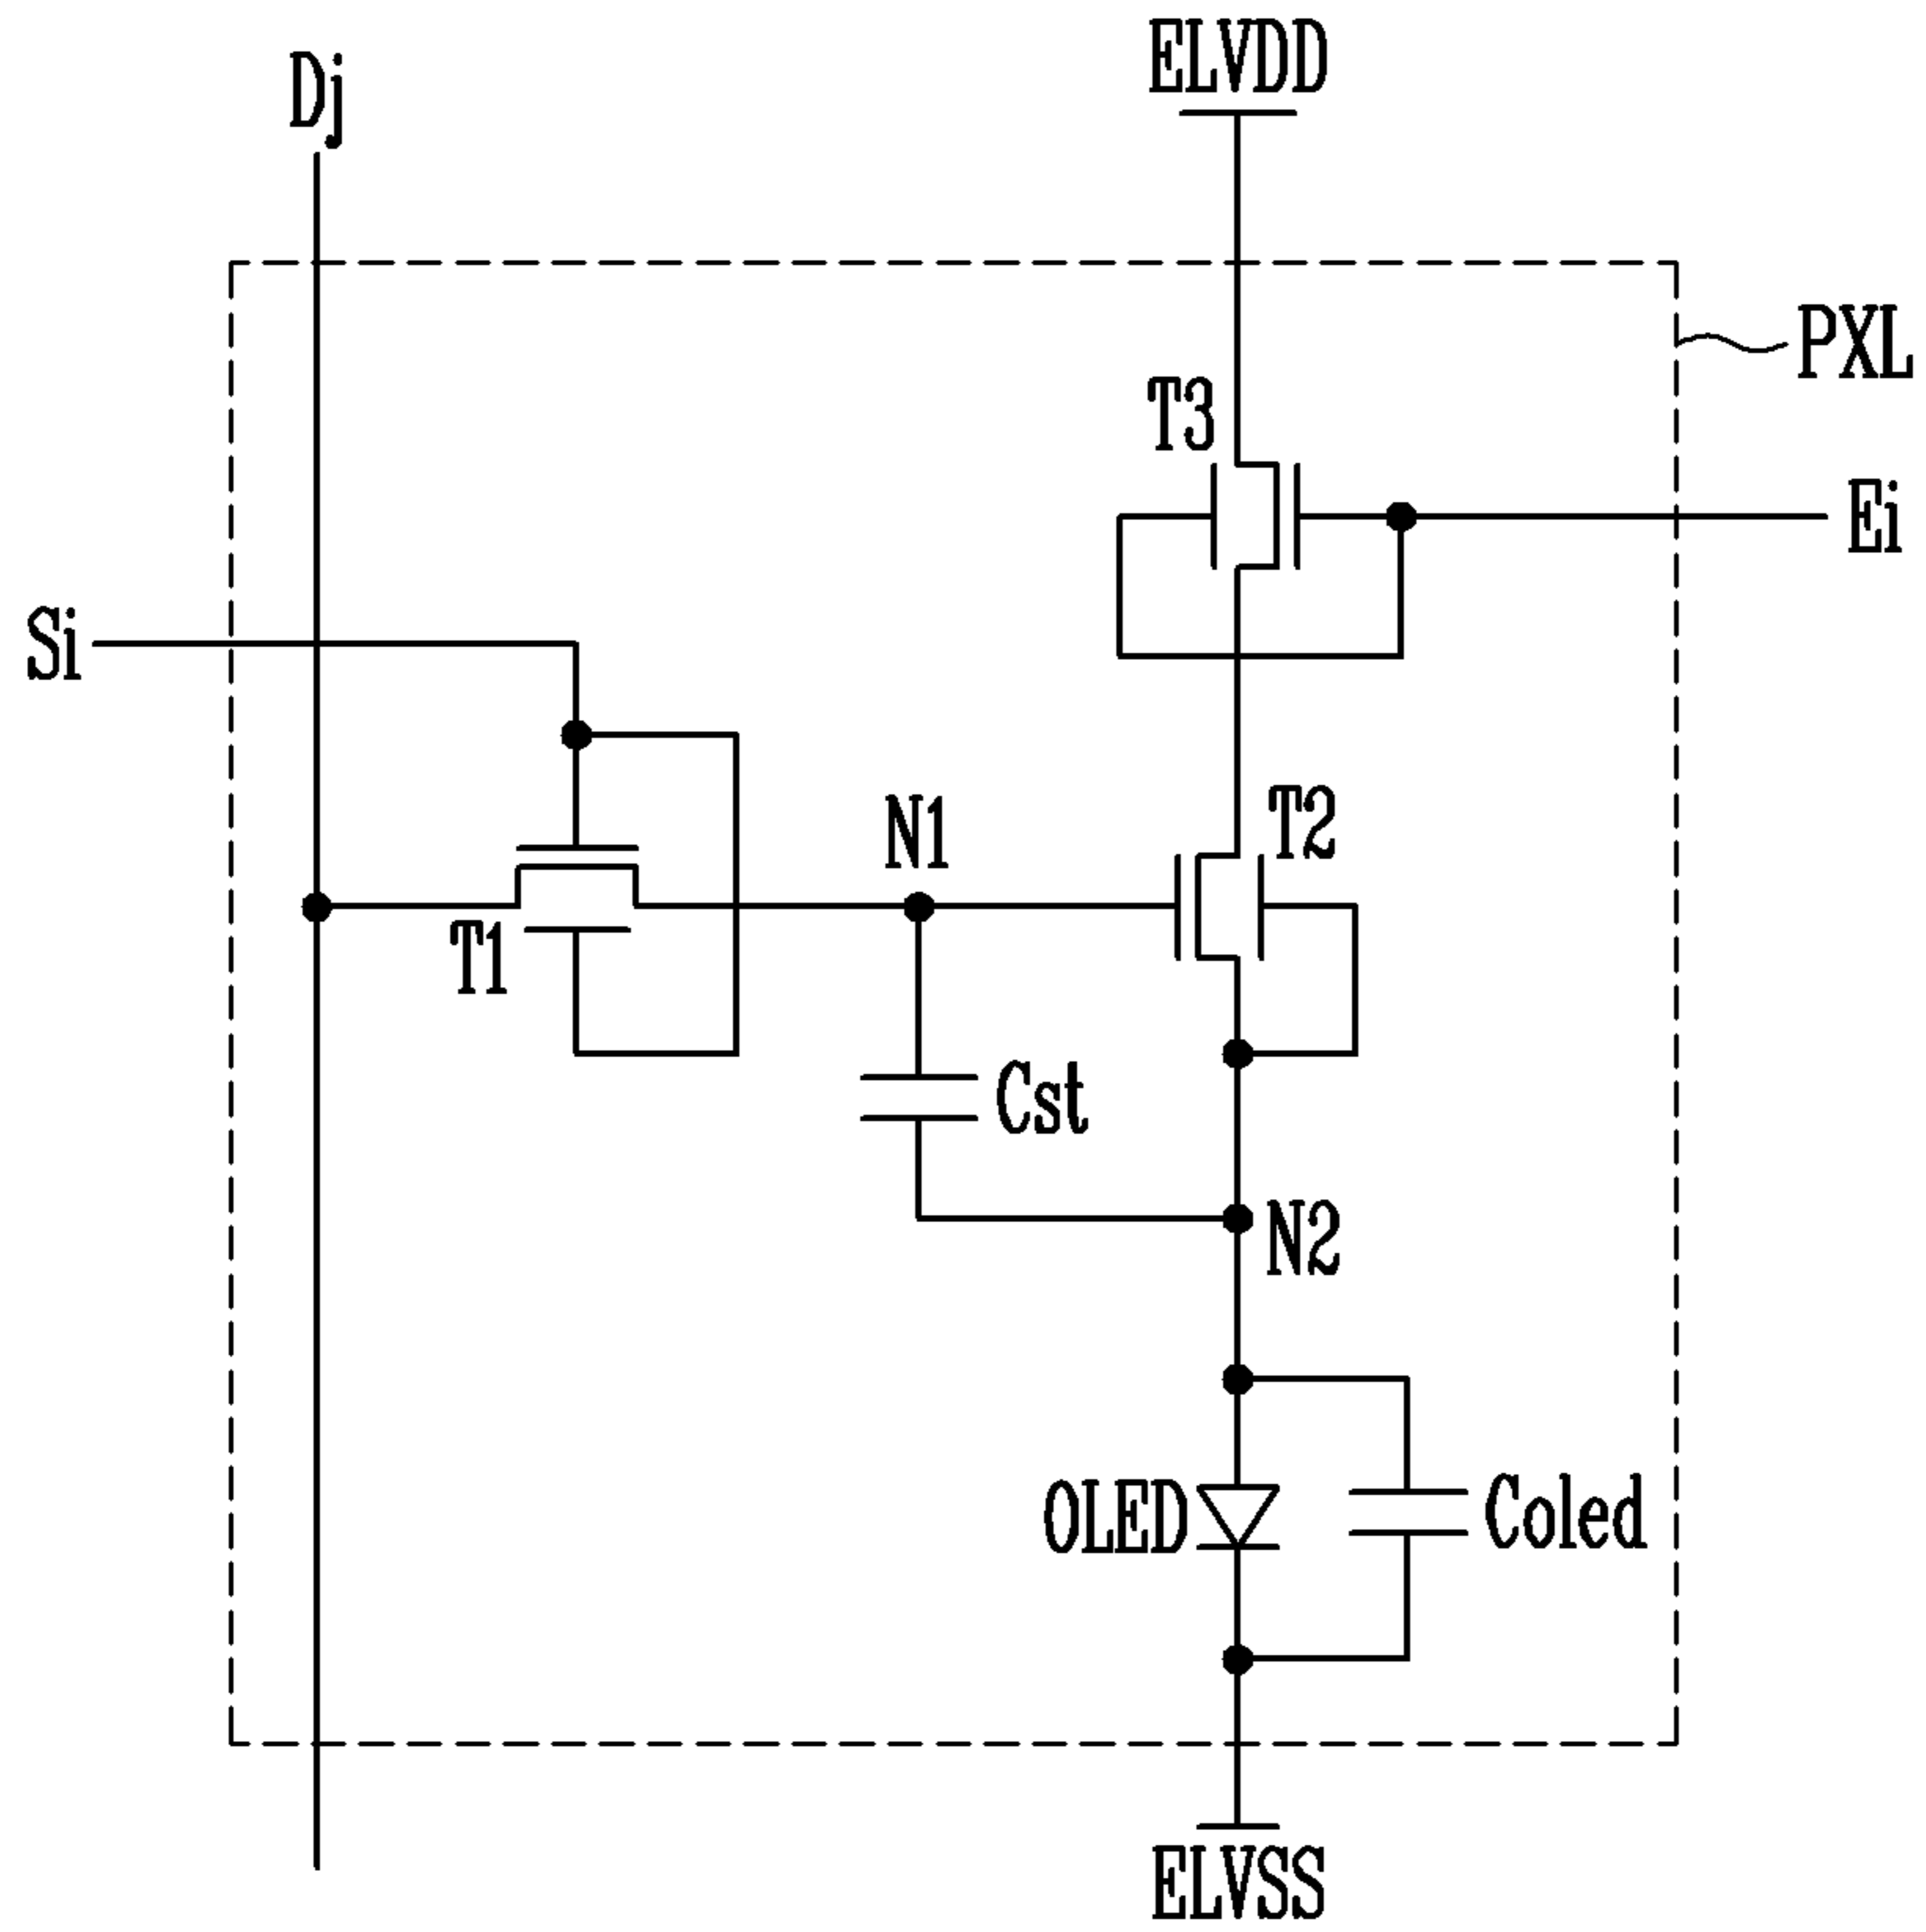 ELVDD
Dj
PXL
T3
Ei
Si
T2
N1
T1
Cst
N2
OLED
Coled
ELVSS